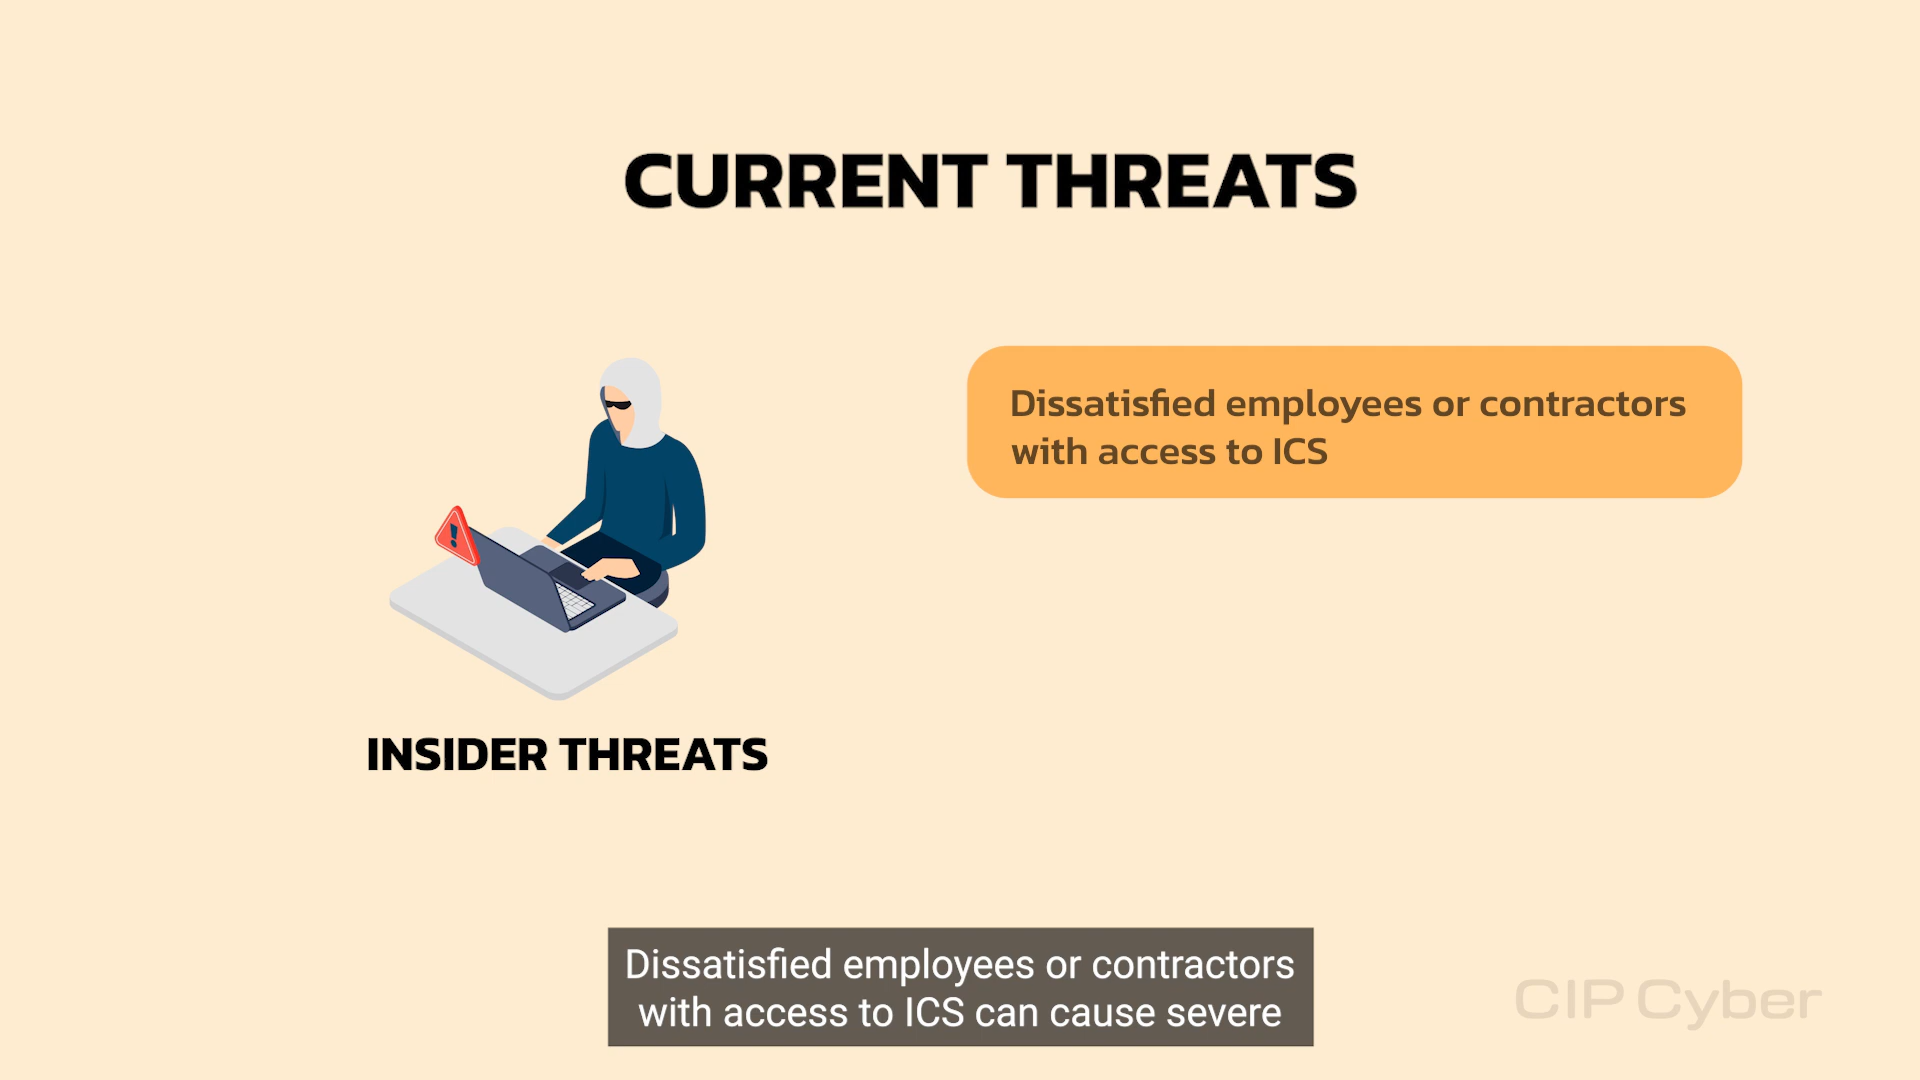 CURRENT THREATS
Dissatisfied employees or contractors
with access to ICS
INSIDER THREATS
Dissatisfied employees or contractors
with access to ICS can cause severe
CIP Cyber